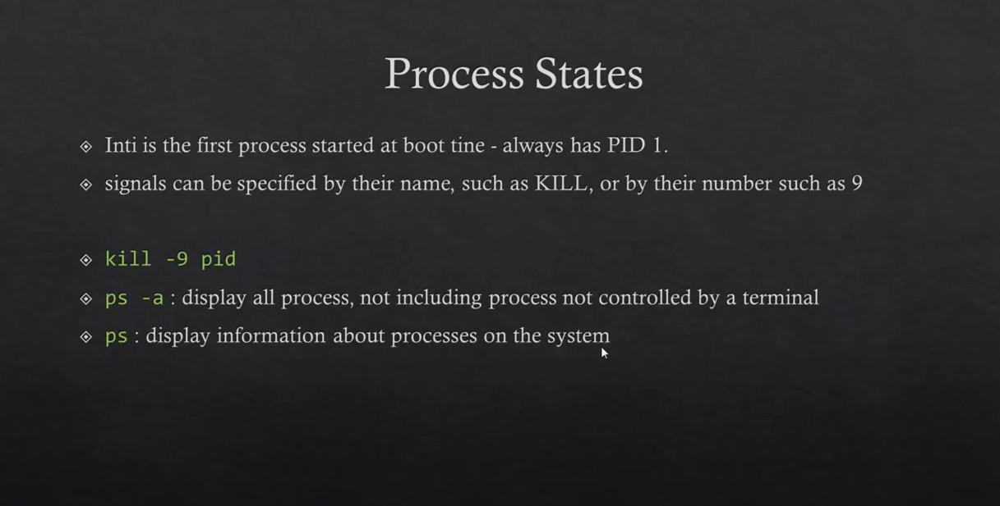 Process States
Inti is the first process started at boot tine - always has PID 1.
signals can be specified by their name, such as KILL, or by their number such as 9
kill -9 pid
ps -a : display all process, not including process not controlled by a terminal
ps : display information about processes on the system